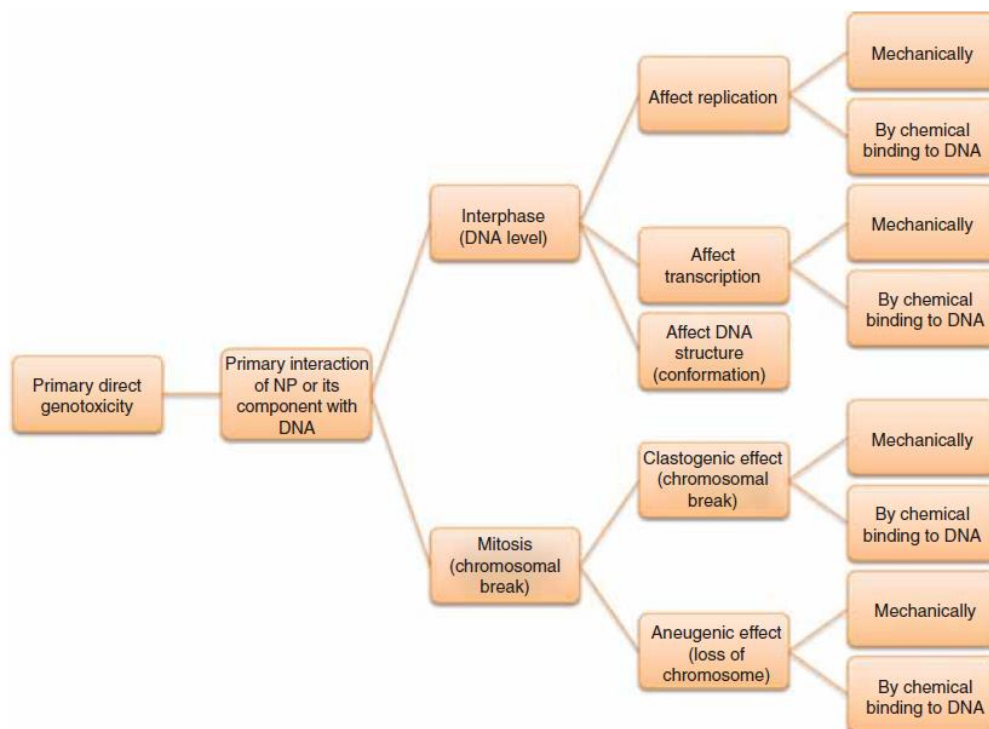 Primary direct
genotoxicity
Primary interaction
of NP or its
component with
DNA
Interphase
(DNA level)
Affect replication
Mechanically
By chemical
binding to DNA
Affect
transcription
Mechanically
By chemical
binding to DNA
Affect DNA
structure
(conformation)
Mitosis
(chromosomal
break)
Clastogenic effect
(chromosomal
break)
Mechanically
By chemical
binding to DNA
Aneugenic effect
(loss of
chromosome)
Mechanically
By chemical
binding to DNA